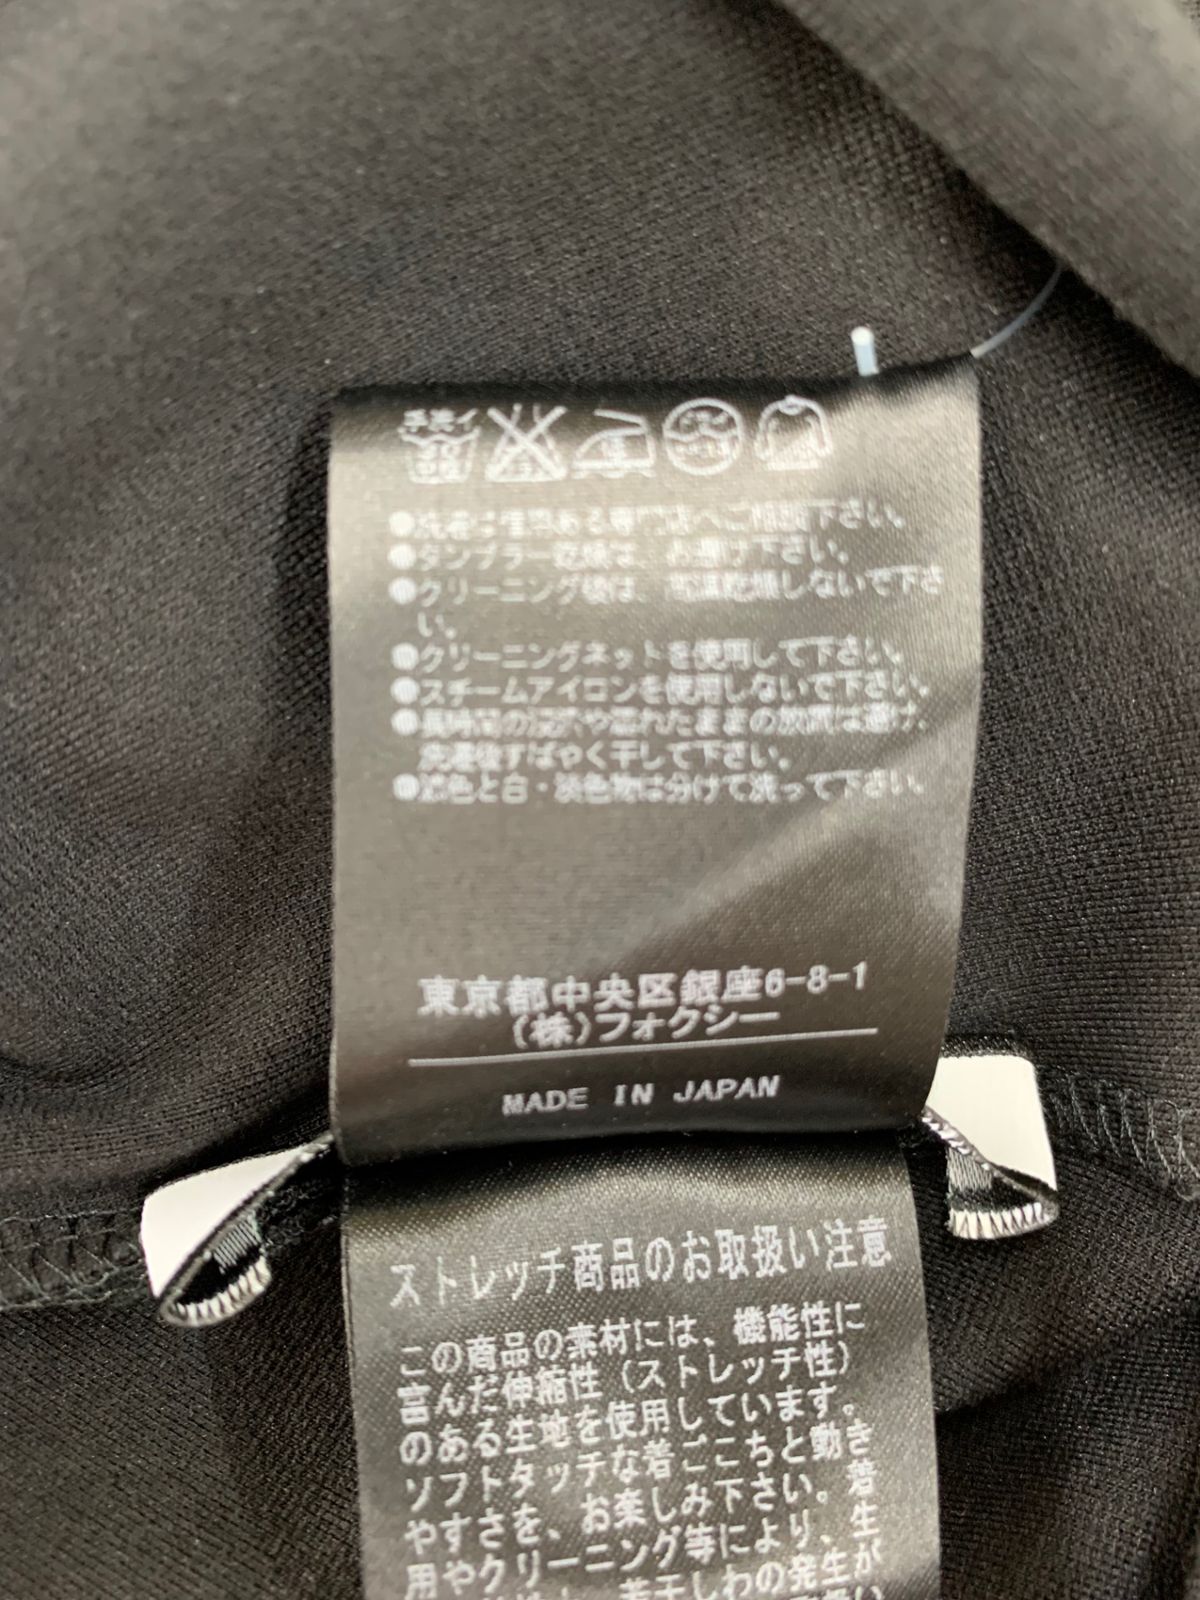 手洗イ
●洗濯は信用ある専門店へご相談下さい。
●タンブラー乾燥は、お避け下さい。
●クリーニング後は、高温乾燥しないで下さ
い。
●クリーニングネットを使用して下さい。
●スチームアイロンを使用しないで下さい。
●長時間の浸漬や濡れたままの放置は避け、
洗濯後すばやく干して下さい。
●濃色と白・淡色物は分けて洗って下さい。
東京都中央区銀座6-8-1
(株)フォクシー
MADE IN JAPAN
ストレッチ商品のお取扱い注意
この商品の素材には、機能性に
富んだ伸縮性(ストレッチ性)
のある生地を使用しています。
ソフトタッチな着ごこちと動き
やすさを、お楽しみ下さい。着
用やクリーニング等により、生
若干しわの発生が